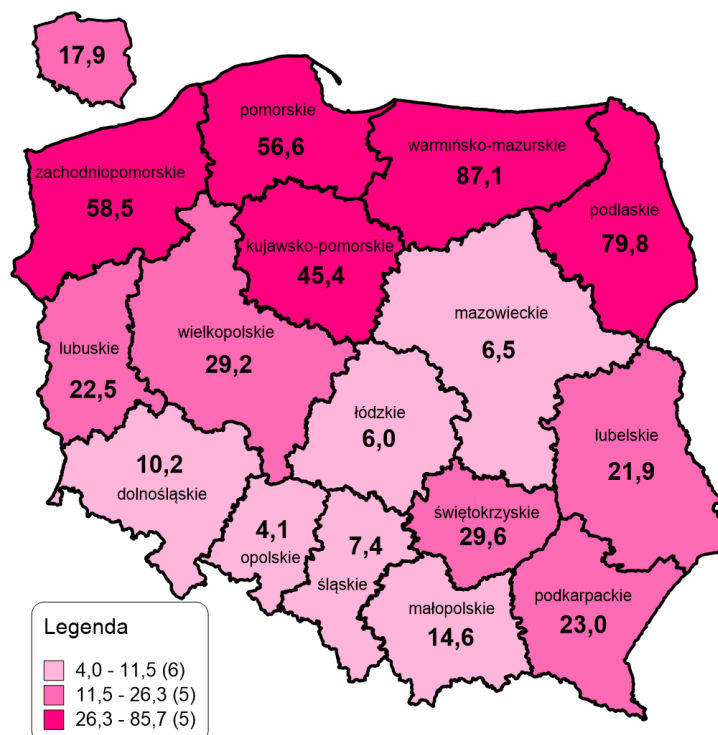 17,9
pomorskie
56,6
warmińsko-mazurskie
87,1
zachodniopomorskie
58,5
podlaskie
79,8
kujawsko-pomorskie
45,4
mazowieckie
6,5
wielkopolskie
29,2
lubuskie
22,5
łódzkie
6,0
lubelskie
21,9
10,2
dolnośląskie
świętokrzyskie
29,6
4,1
opolskie
7,4
śląskie
małopolskie
14,6
podkarpackie
23,0
Legenda
4,0 - 11,5 (6)
11,5 - 26,3 (5)
26,3 - 85,7 (5)